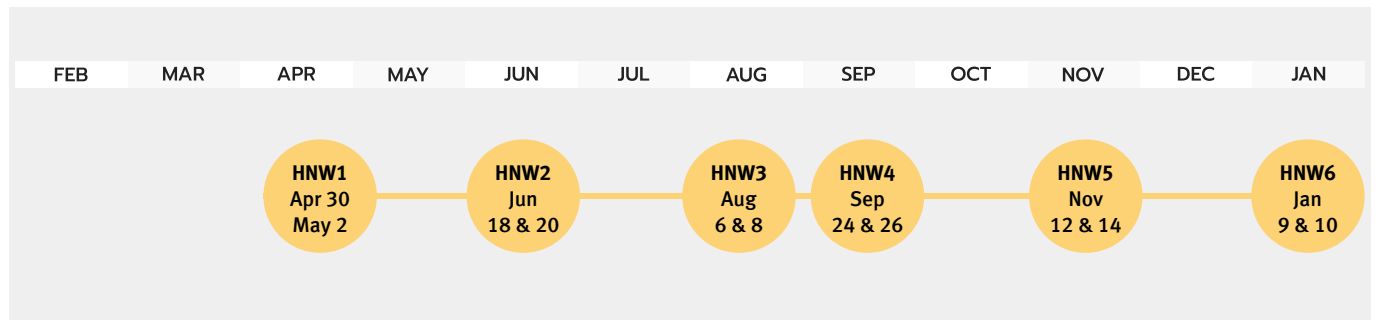 FEB MAR APR MAY JUN JUL AUG SEP OCT NOV DEC JAN
HNW1
Apr 30
May 2
HNW2
Jun
18 & 20
HNW3
Aug
6 & 8
HNW4
Sep
24 & 26
HNW5
Nov
12 & 14
HNW6
Jan
9 & 10